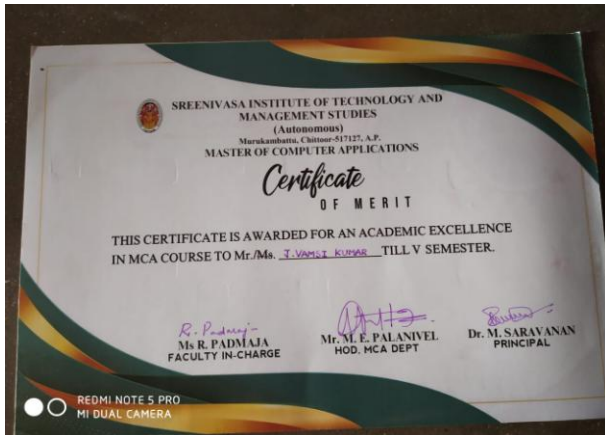 SREENIVASA INSTITUTE OF TECHNOLOGY AND
MANAGEMENT STUDIES
(Autonomous)
Murukambattu, Chittoor-517127, A.P.
MASTER OF COMPUTER APPLICATIONS
Certificate
OF MERIT
THIS CERTIFICATE IS AWARDED FOR AN ACADEMIC EXCELLENCE
IN MCA COURSE TO Mr./Ms. J.VAMSI KUMAR TILL V SEMESTER.
R. Padmaj
Ms R. PADMAJA
FACULTY IN-CHARGE
Mr. M. E. PALANIVEL
HOD. MCA DEPT
Dr. M. SARAVANAN
PRINCIPAL
REDMI NOTE 5 PRO
MI DUAL CAMERA